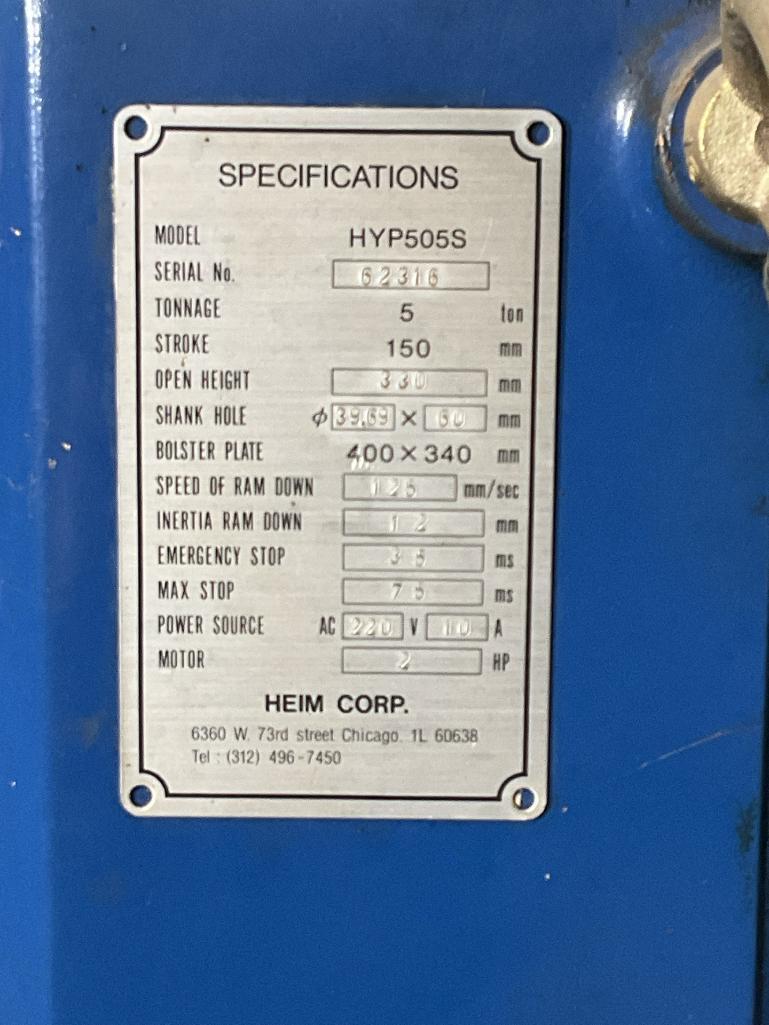 SPECIFICATIONS
MODEL HYP505S
SERIAL No. 62316
TONNAGE 5 ton
STROKE 150 mm
OPEN HEIGHT 330 mm
SHANK HOLE ϕ 39.69 × 60 mm
BOLSTER PLATE 400 × 340 mm
SPEED OF RAM DOWN 125 mm/sec
INERTIA RAM DOWN 12 mm
EMERGENCY STOP 35 ms
MAX STOP 75 ms
POWER SOURCE AC 220 V 10 A
MOTOR 2 HP
HEIM CORP.
6360 W. 73rd street Chicago. 1L 60638
Tel : (312) 496-7450